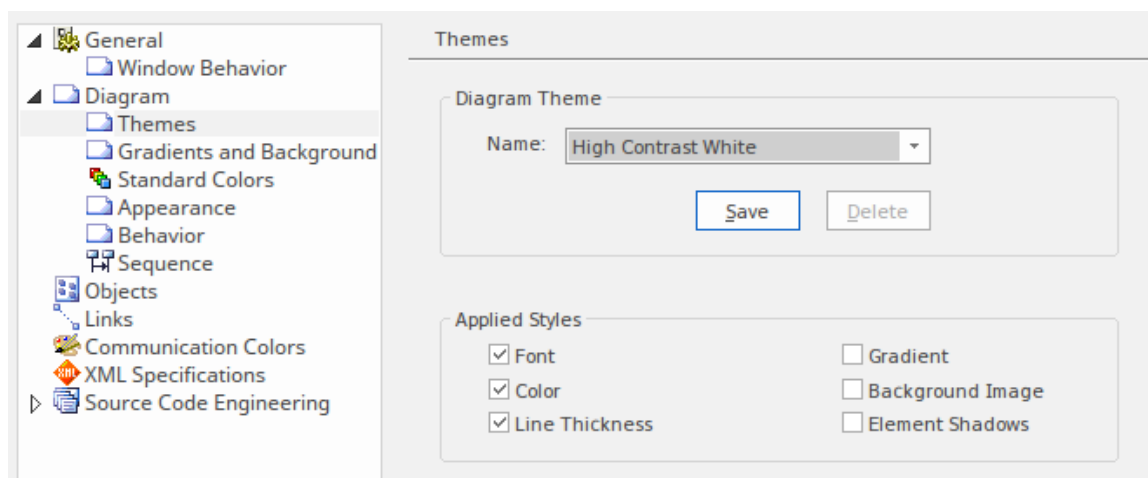 General
Window Behavior
Diagram
Themes
Gradients and Background
Standard Colors
Appearance
Behavior
Sequence
Objects
Links
Communication Colors
XML Specifications
Source Code Engineering
Themes
Diagram Theme
Name: High Contrast White
Save Delete
Applied Styles
Font Gradient
Color Background Image
Line Thickness Element Shadows